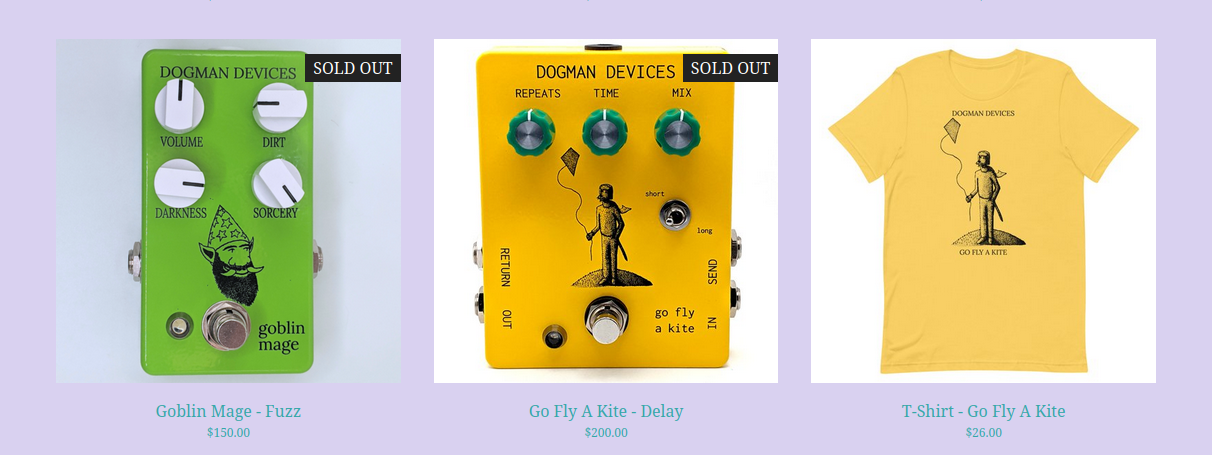 DOGMAN DEVICES
SOLD OUT
VOLUME
DIRT
DARKNESS
SORCERY
goblin
mage
DOGMAN DEVICES
SOLD OUT
REPEATS
TIME
MIX
short
long
RETURN
SEND
OUT
IN
go fly
a kite
DOGMAN DEVICES
GO FLY A KITE
Goblin Mage - Fuzz
$150.00
Go Fly A Kite - Delay
$200.00
T-Shirt - Go Fly A Kite
$26.00